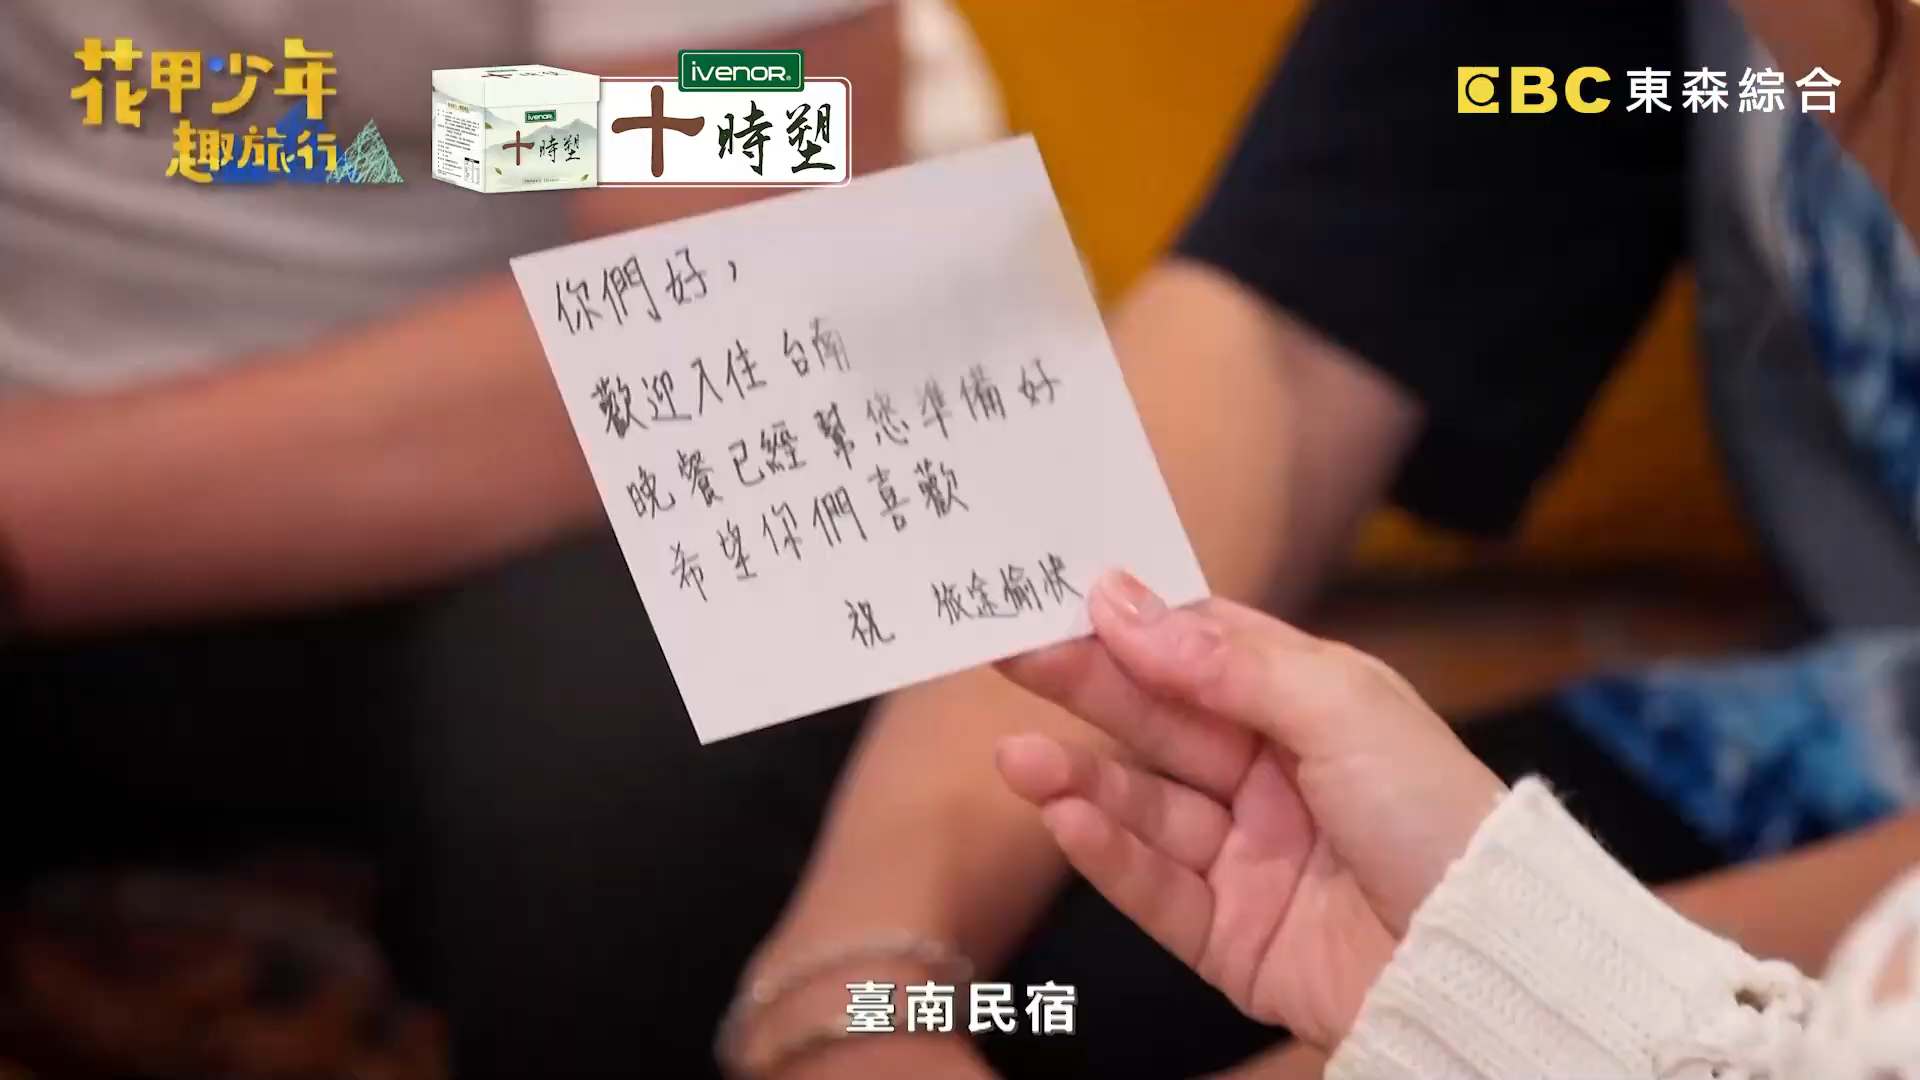 花甲少年
趣旅行
ivenor
十時塑
ivenor
十時塑
EBC 東森綜合
你們好，
歡迎入住 台南
晚餐已經幫您準備好
希望你們喜歡
祝 旅途愉快
臺南民宿